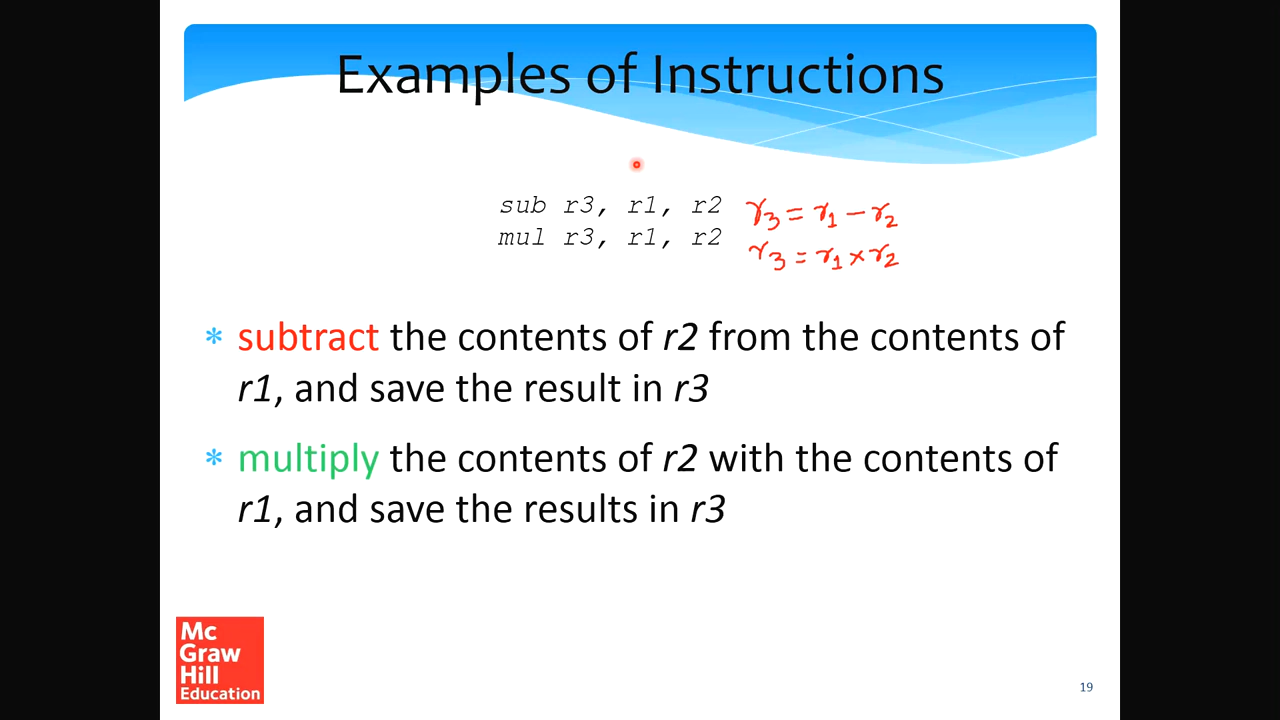 Examples of Instructions
sub r3, r1, r2 r3 = r1 - r2
mul r3, r1, r2 r3 = r1 × r2
* subtract the contents of r2 from the contents of
r1, and save the result in r3
* multiply the contents of r2 with the contents of
r1, and save the results in r3
Mc
Graw
Hill
Education
19